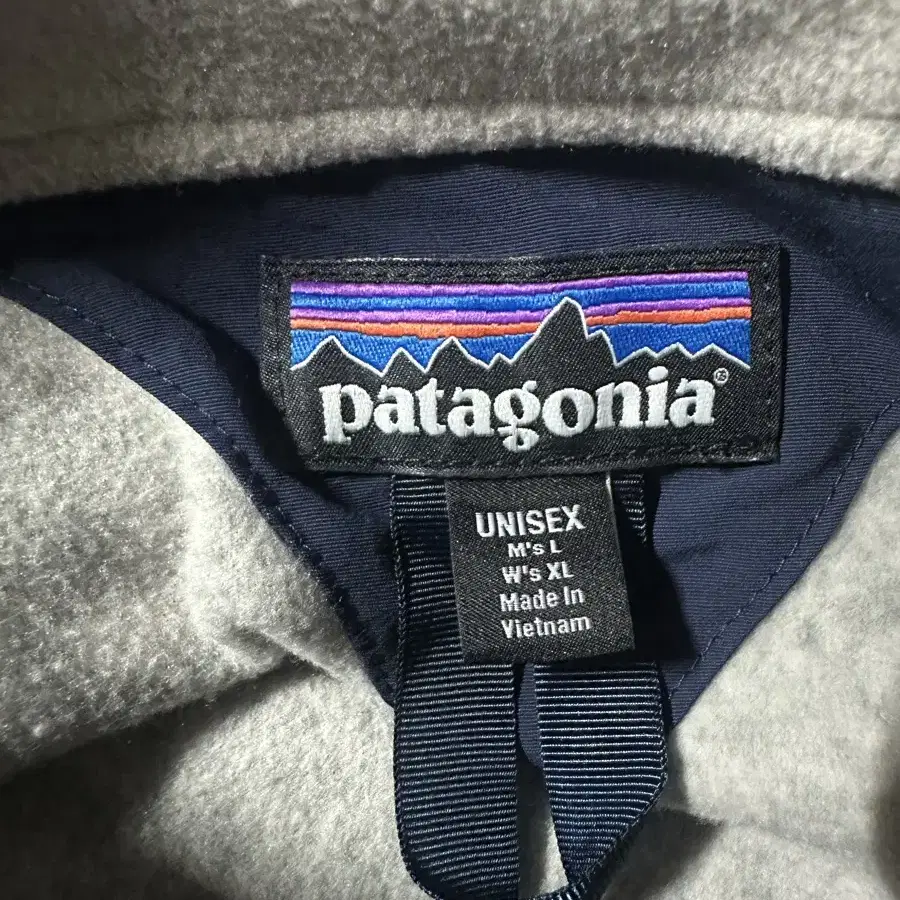 patagonia®
UNISEX
M's L
W's XL
Made In
Vietnam